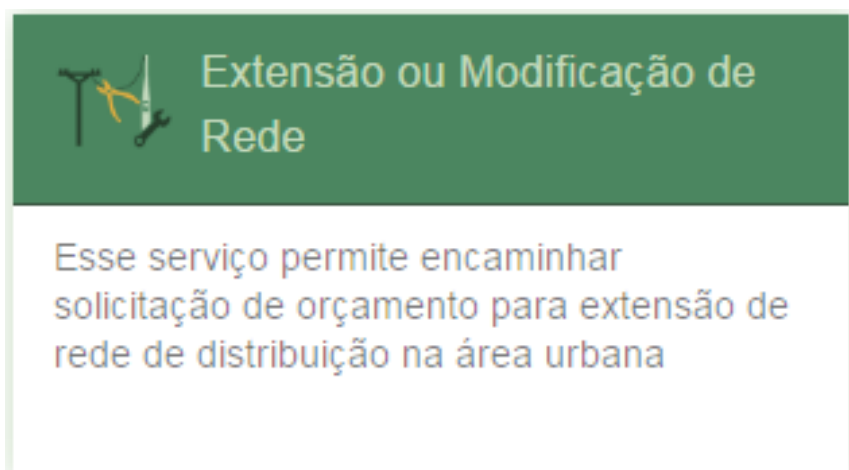 Extensão ou Modificação de
Rede
Esse serviço permite encaminhar
solicitação de orçamento para extensão de
rede de distribuição na área urbana